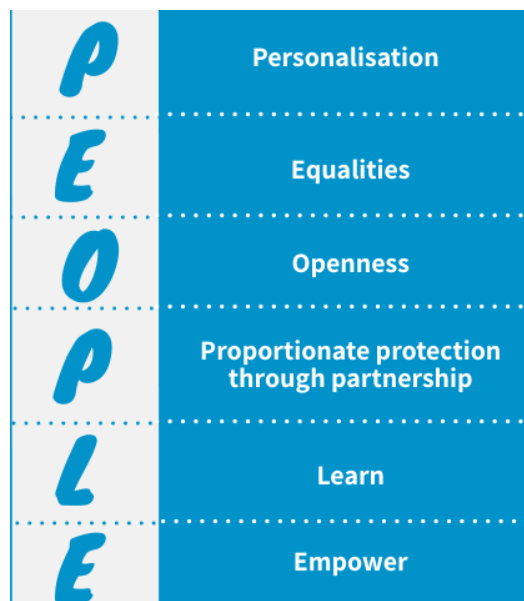 P
Personalisation
E
Equalities
O
Openness
P
Proportionate protection
through partnership
L
Learn
E
Empower